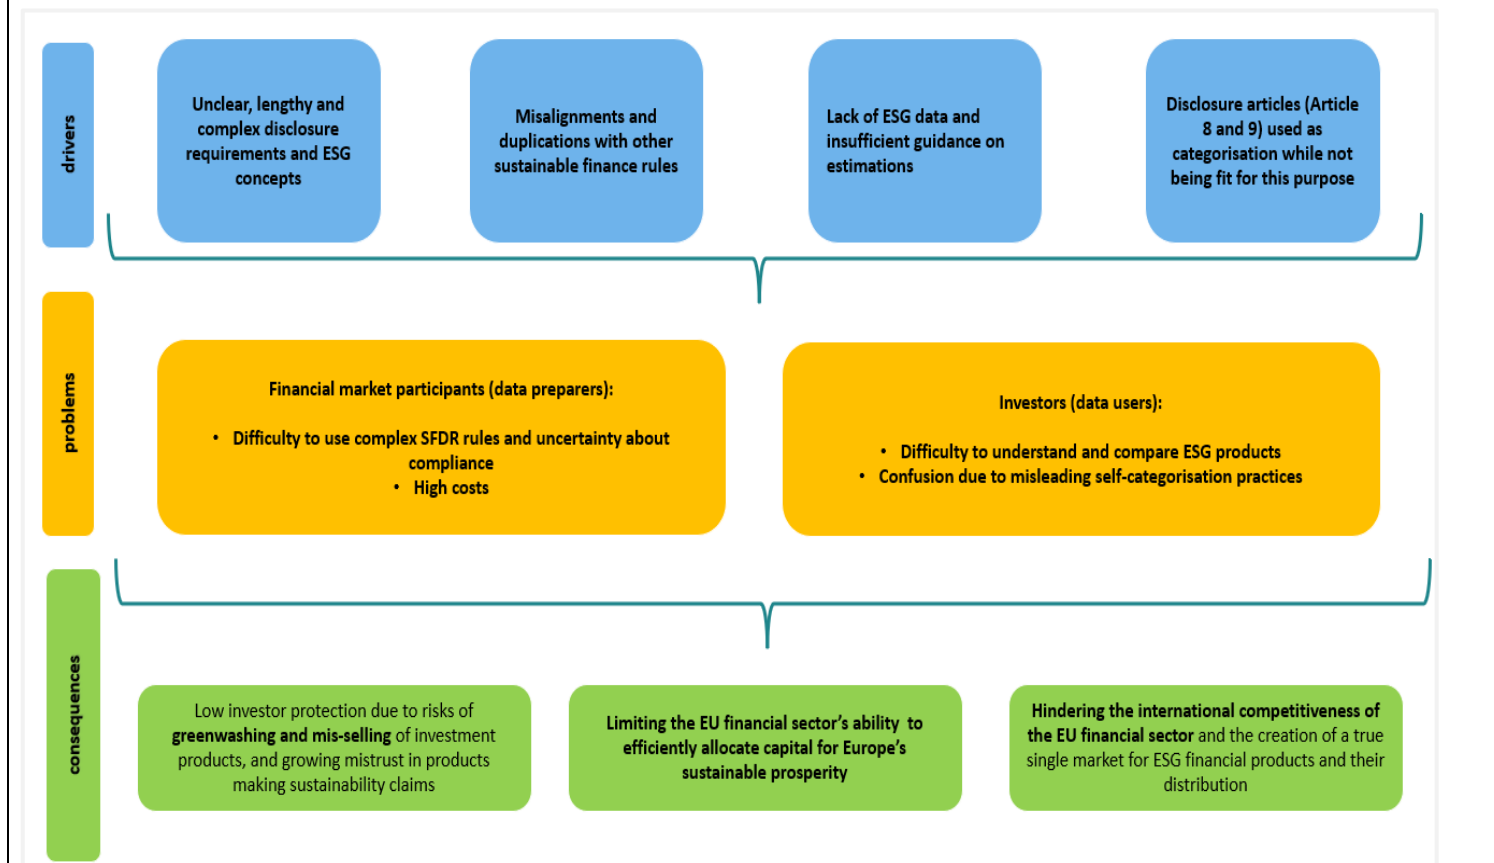 drivers
Unclear, lengthy and
complex disclosure
requirements and ESG
concepts
Misalignments and
duplications with other
sustainable finance rules
Lack of ESG data and
insufficient guidance on
estimations
Disclosure articles (Article
8 and 9) used as
categorisation while not
being fit for this purpose
problems
Financial market participants (data preparers):
• Difficulty to use complex SFDR rules and uncertainty about
compliance
• High costs
Investors (data users):
• Difficulty to understand and compare ESG products
• Confusion due to misleading self-categorisation practices
consequences
Low investor protection due to risks of
greenwashing and mis-selling of investment
products, and growing mistrust in products
making sustainability claims
Limiting the EU financial sector’s ability to
efficiently allocate capital for Europe’s
sustainable prosperity
Hindering the international competitiveness of
the EU financial sector and the creation of a true
single market for ESG financial products and their
distribution